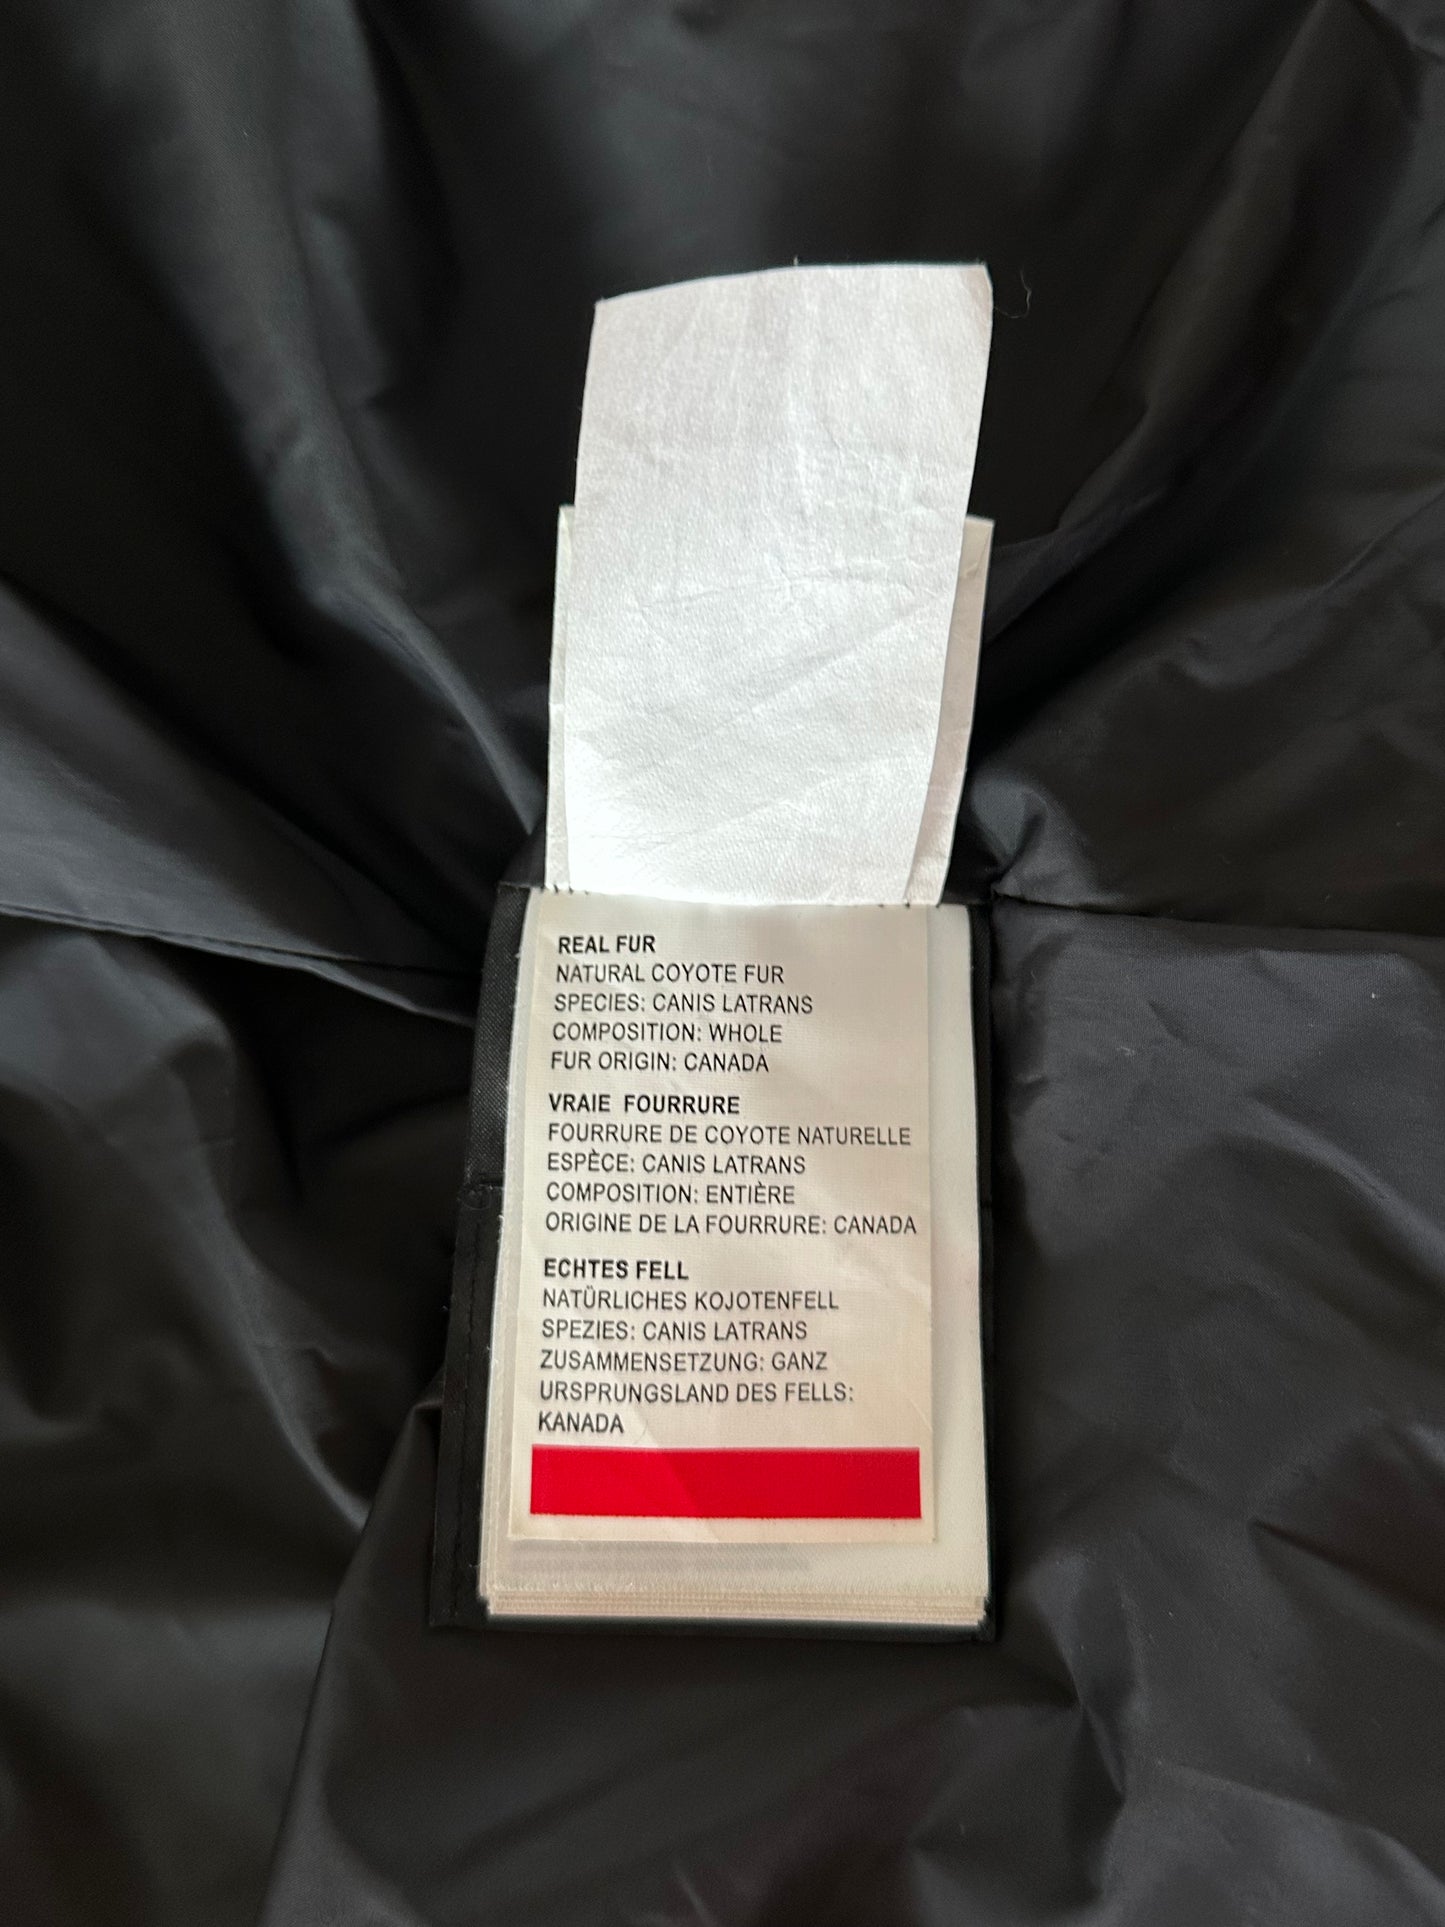 REAL FUR
NATURAL COYOTE FUR
SPECIES: CANIS LATRANS
COMPOSITION: WHOLE
FUR ORIGIN: CANADA
VRAIE FOURRURE
FOURRURE DE COYOTE NATURELLE
ESPÈCE: CANIS LATRANS
COMPOSITION: ENTIÈRE
ORIGINE DE LA FOURRURE: CANADA
ECHTES FELL
NATÜRLICHES KOJOTENFELL
SPEZIES: CANIS LATRANS
ZUSAMMENSETZUNG: GANZ
URSPRUNGSLAND DES FELLS:
KANADA